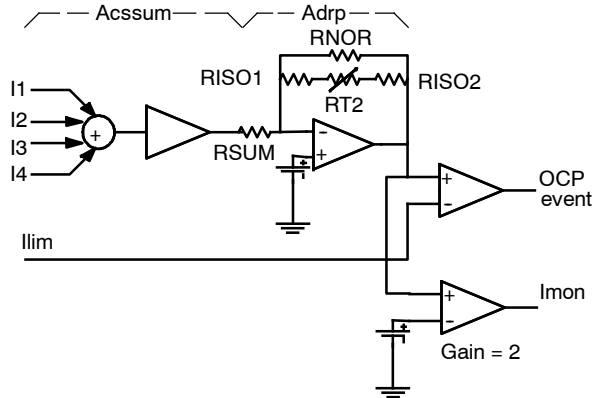 Acssum
Adrp
RNOR
RISO1
RISO2
RT2
I1
I2
I3
I4
+
RSUM
−
+
+
+
−
OCP
event
Ilim
+
−
+
Imon
Gain = 2